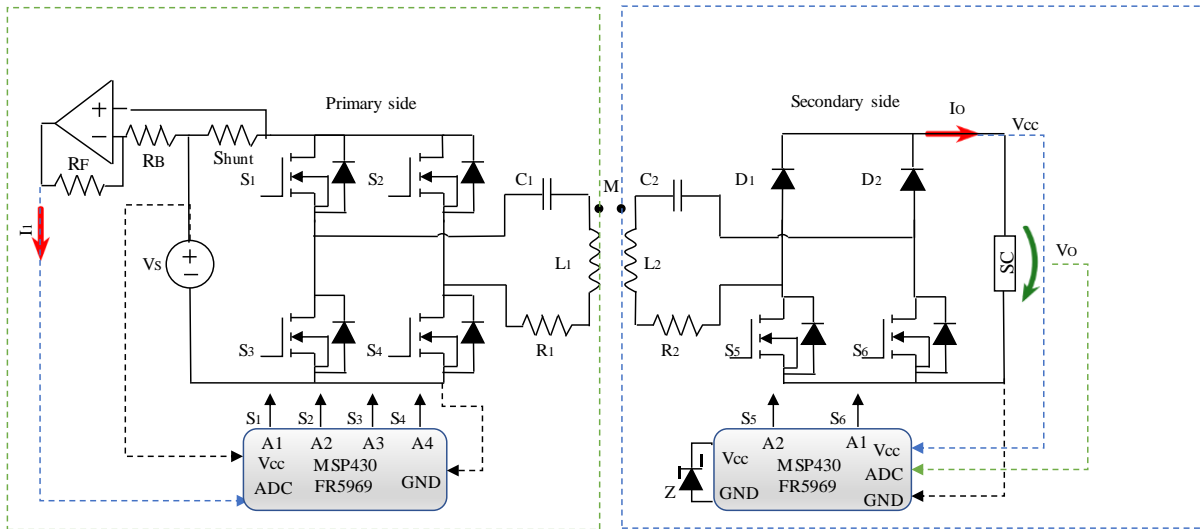 Primary side
Secondary side
IO
Vcc
+
−
RF
RB
Shunt
S1
S2
C1
M
C2
D1
D2
I1
VS
+
−
L1
L2
SC
VO
S3
S4
R1
R2
S5
S6
S1 S2 S3 S4
S5 S6
A1 A2 A3 A4
Vcc MSP430
FR5969
ADC
GND
A2 A1
Vcc MSP430 Vcc
FR5969 ADC
GND GND
Z